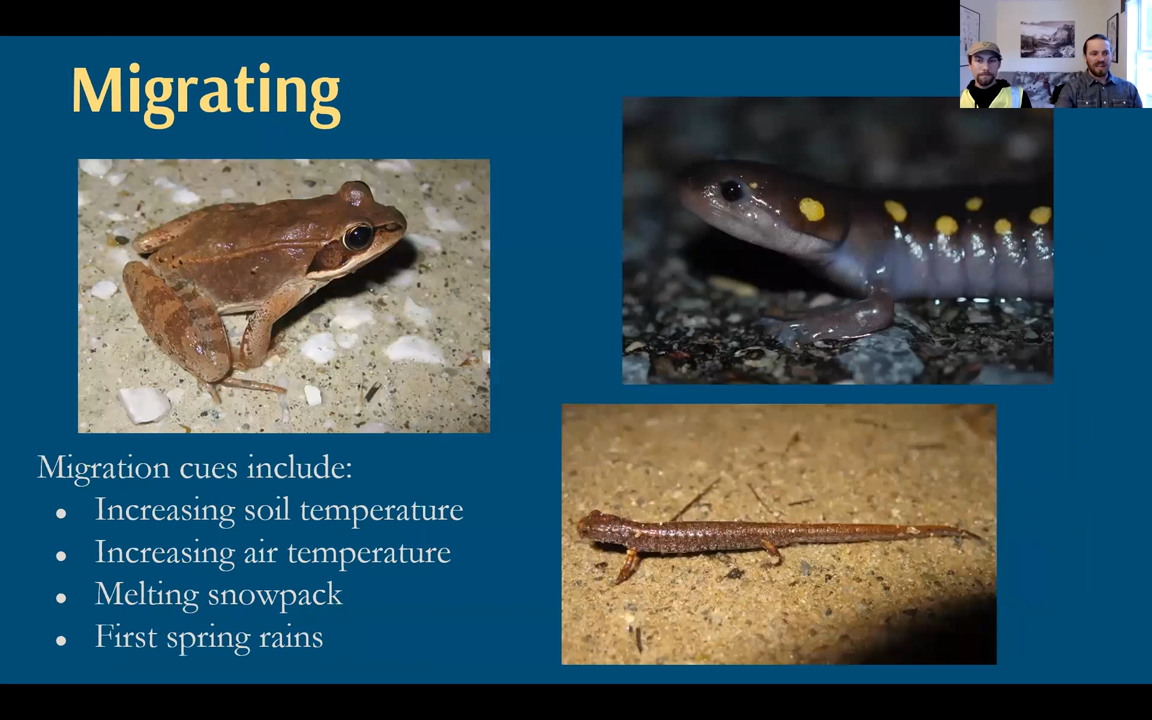 Migrating
Migration cues include:
● Increasing soil temperature
● Increasing air temperature
● Melting snowpack
● First spring rains